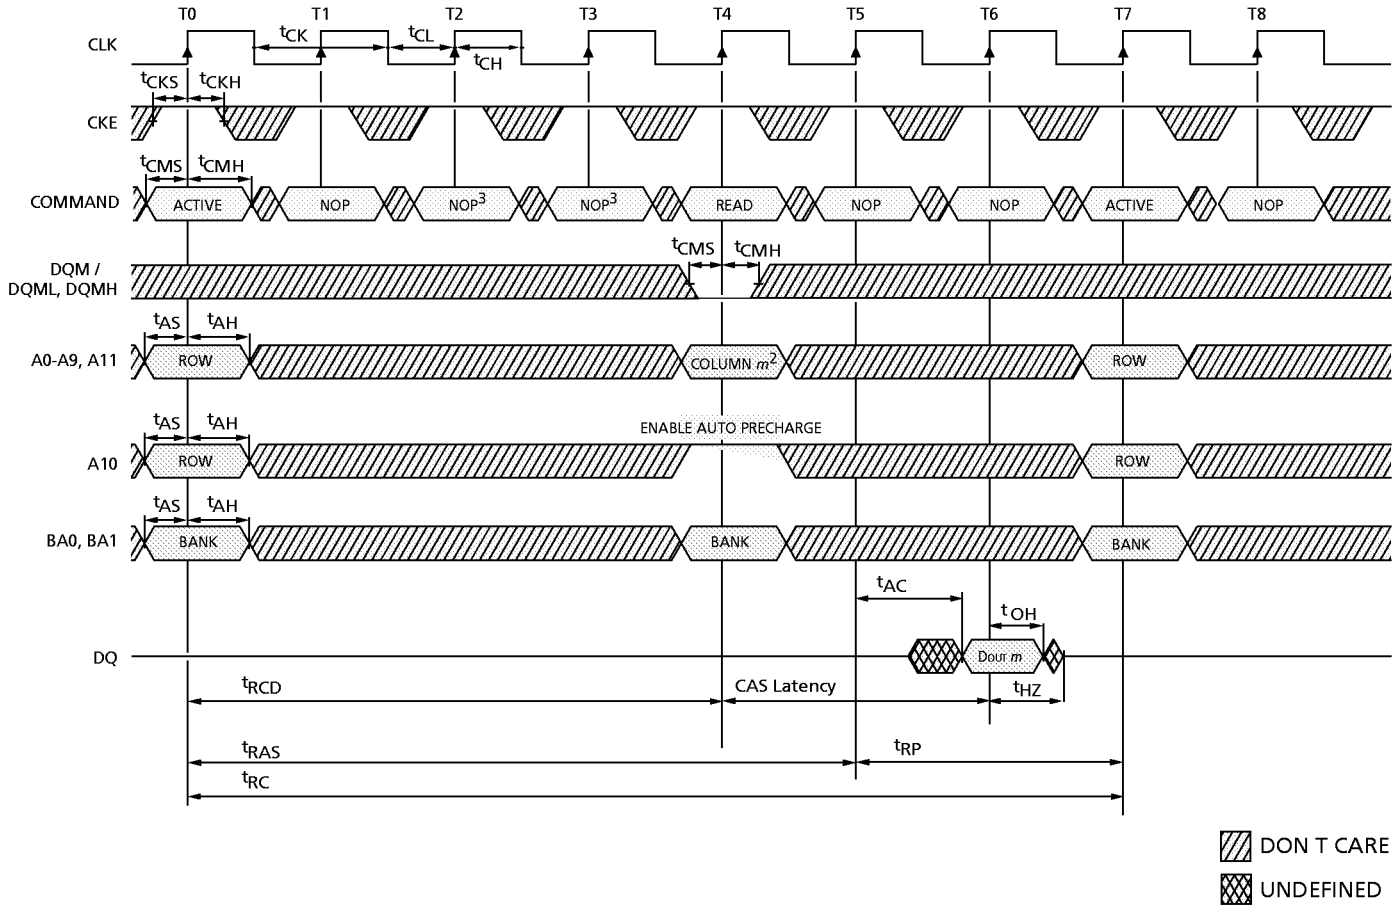 T0 T1 T2 T3 T4 T5 T6 T7 T8
CLK
tCK tCL tCH
tCKS tCKH
CKE
tCMS tCMH
COMMAND ACTIVE NOP NOP3 NOP3 READ NOP NOP ACTIVE NOP
tCMS tCMH
DQM /
DQML, DQMH
tAS tAH
A0-A9, A11 ROW COLUMN m2 ROW
tAS tAH
ENABLE AUTO PRECHARGE
A10 ROW ROW
tAS tAH
BA0, BA1 BANK BANK BANK
tAC
tOH
DQ DOUT m
tRCD CAS Latency tHZ
tRAS tRP
tRC
DON T CARE
UNDEFINED